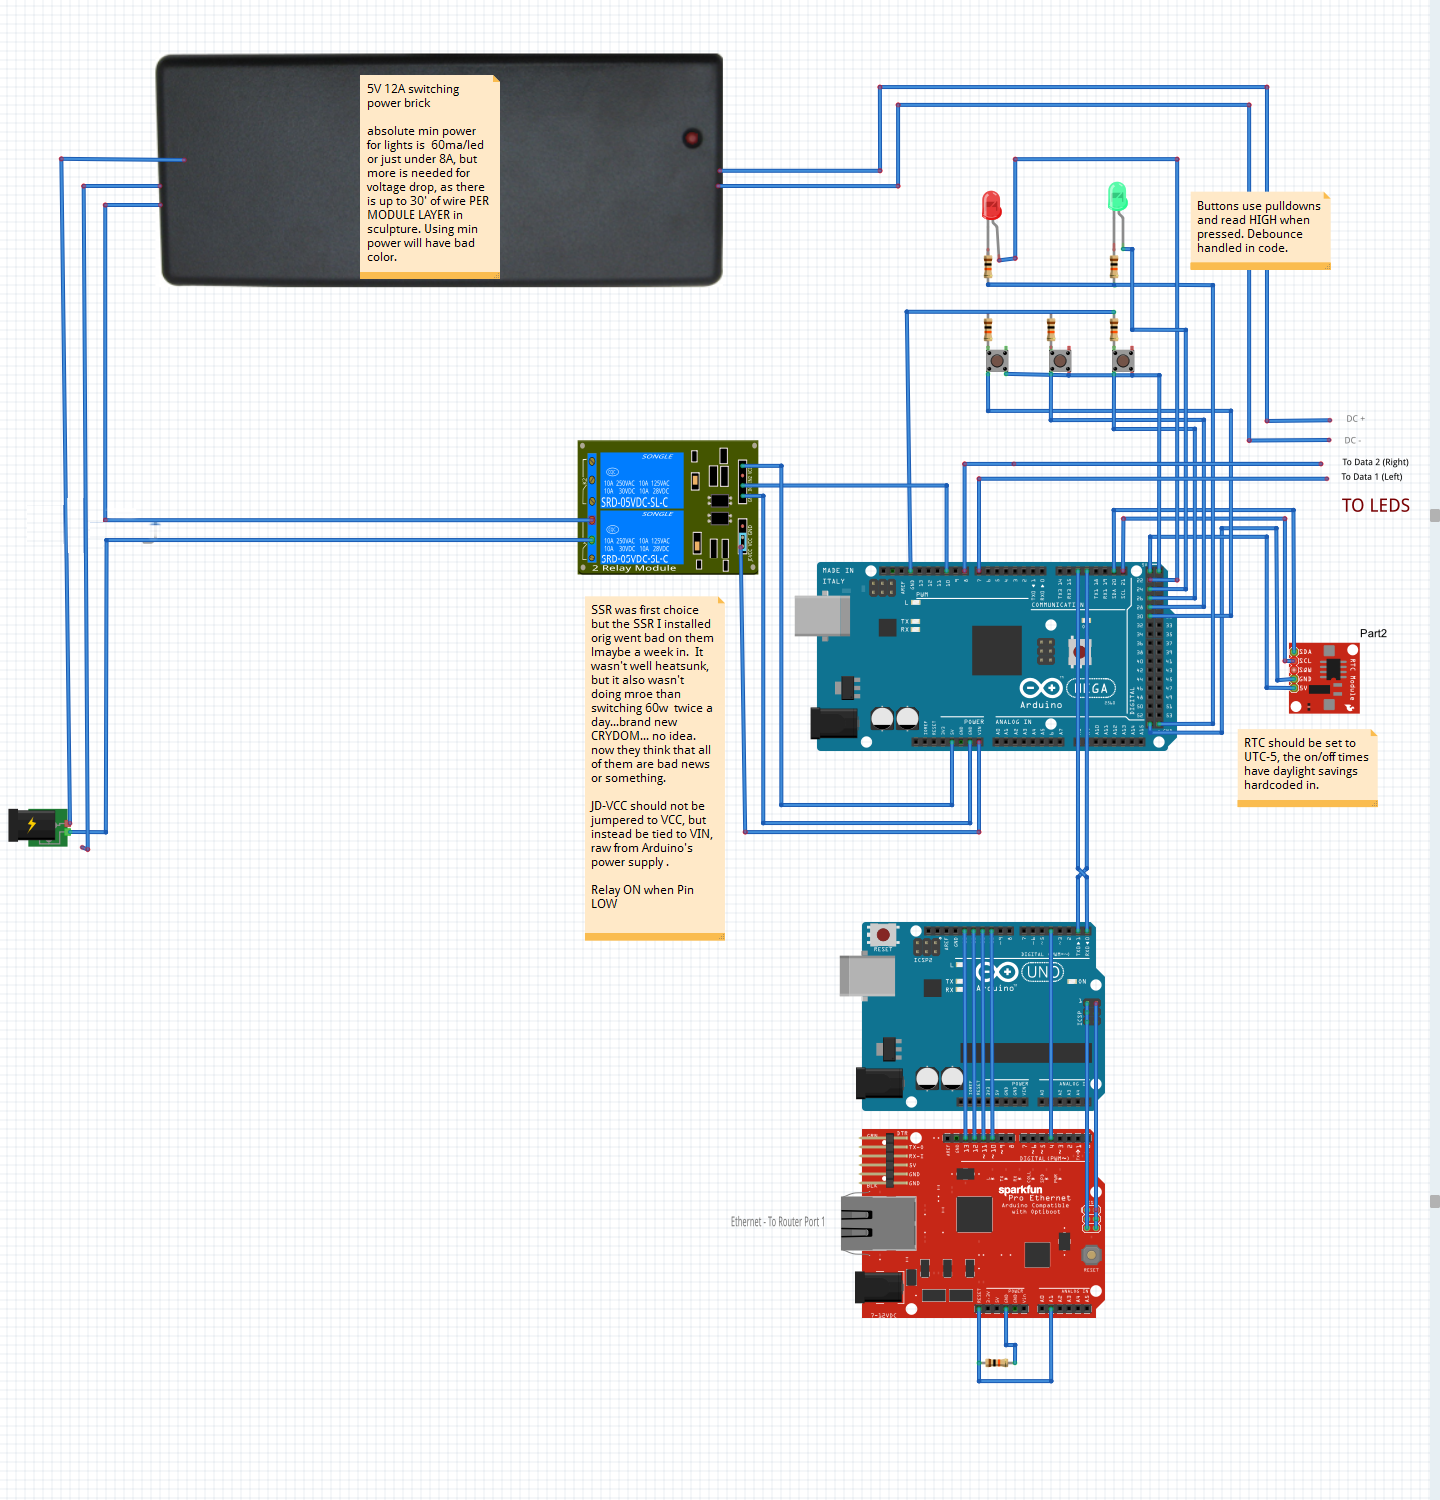 5V 12A switching
power brick
absolute min power
for lights is 60ma/led
or just under 8A, but
more is needed for
voltage drop, as there
is up to 30' of wire PER
MODULE LAYER in
sculpture. Using min
power will have bad
color.
Buttons use pulldowns
and read HIGH when
pressed. Debounce
handled in code.
DC +
DC -
To Data 2 (Right)
To Data 1 (Left)
TO LEDS
SONGLE
10A 250VAC 10A 125VAC
10A 30VDC 10A 28VDC
SRD-05VDC-SL-C
SONGLE
10A 250VAC 10A 125VAC
10A 30VDC 10A 28VDC
SRD-05VDC-SL-C
2 Relay Module
SSR was first choice
but the SSR I installed
orig went bad on them
Imaybe a week in. It
wasn't well heatsunk,
but it also wasn't
doing mroe than
switching 60w twice a
day...brand new
CRYDOM... no idea.
now they think that all
of them are bad news
or something.
JD-VCC should not be
jumpered to VCC, but
instead be tied to VIN,
raw from Arduino's
power supply .
Relay ON when Pin
LOW
MADE IN
ITALY
AREF
GND
PWM
L
TX
RX
COMMUNICATION
Arduino
MEGA
DIGITAL
POWER
ANALOG IN
Part2
SDA
SCL
SQW
GND
5V
RTC Module
RTC should be set to
UTC-5, the on/off times
have daylight savings
hardcoded in.
RESET
ICSP2
AREF
GND
DIGITAL
L
TX
RX
Arduino
UNO
ON
ICSP
POWER
ANALOG IN
DTR
TX-O
RX-I
5V
GND
GND
DIGITAL(PWM~)
sparkfun
Pro Ethernet
Arduino Compatible
with Optiboot
Ethernet - To Router Port 1
RESET
POWER
ANALOG IN
7-12VDC